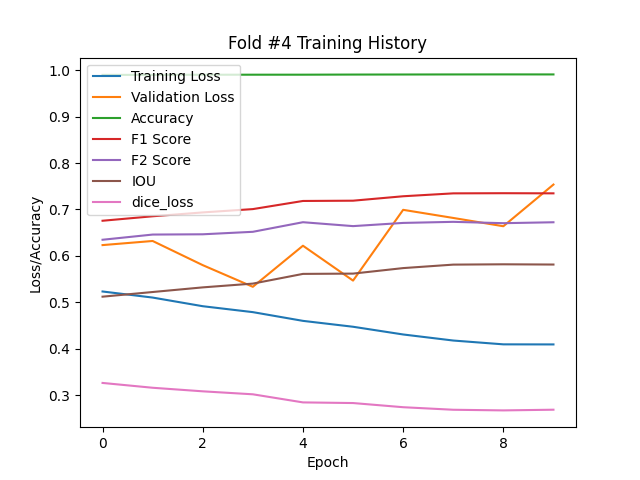 Fold #4 Training History
1.0
0.9
0.8
0.7
0.6
0.5
0.4
0.3
Loss/Accuracy
Training Loss
Validation Loss
Accuracy
F1 Score
F2 Score
IOU
dice_loss
0 2 4 6 8
Epoch